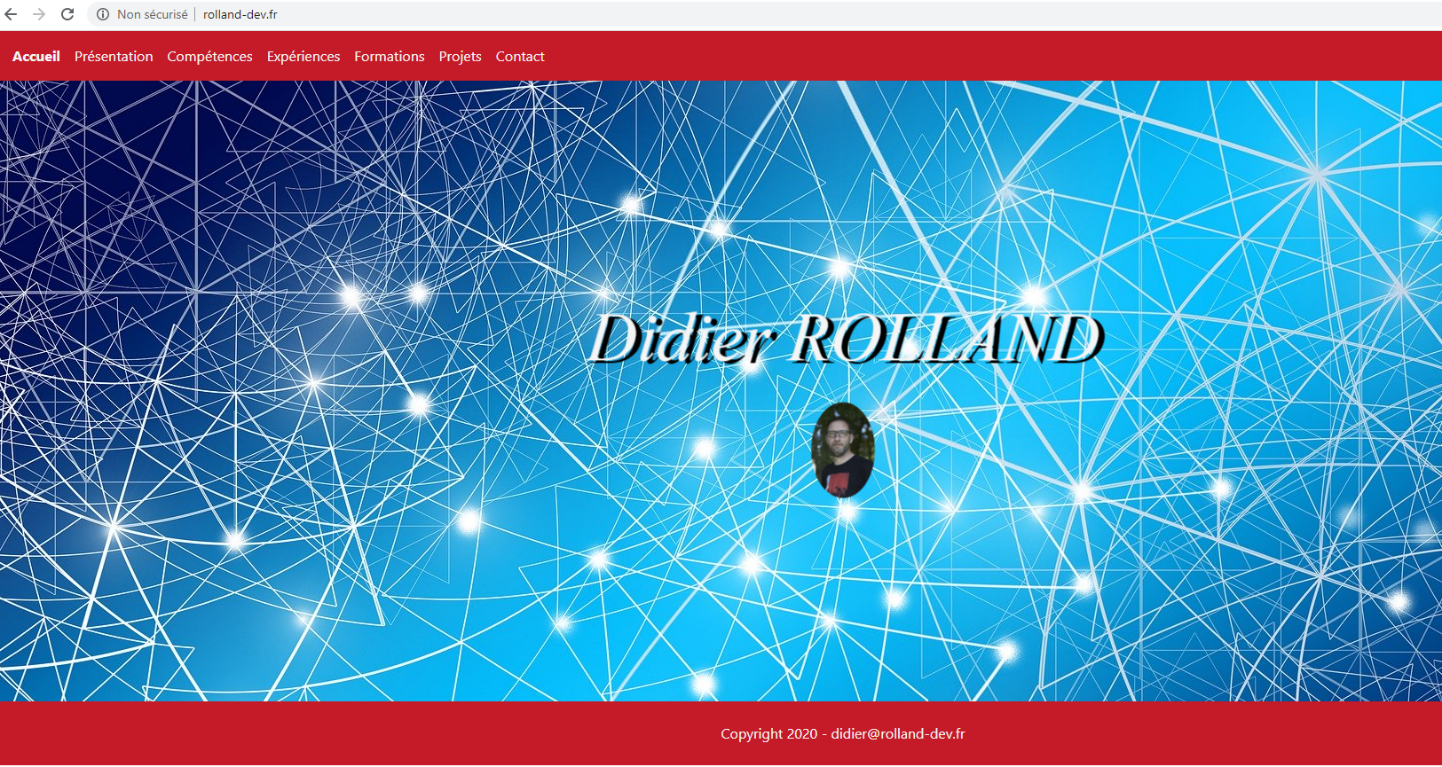 Non sécurisé | rolland-dev.fr
Accueil Présentation Compétences Expériences Formations Projets Contact
Didier ROLLAND
Copyright 2020 - didier@rolland-dev.fr